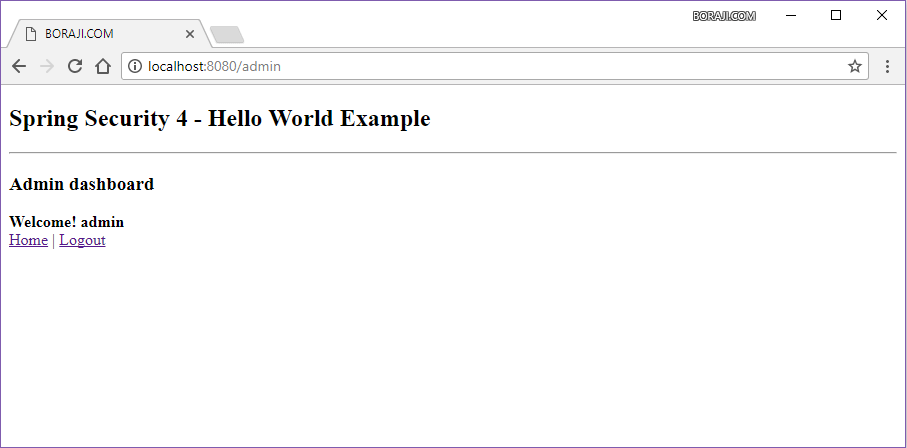 BORAJI.COM
BORAJI.COM
localhost:8080/admin
Spring Security 4 - Hello World Example
Admin dashboard
Welcome! admin
Home | Logout